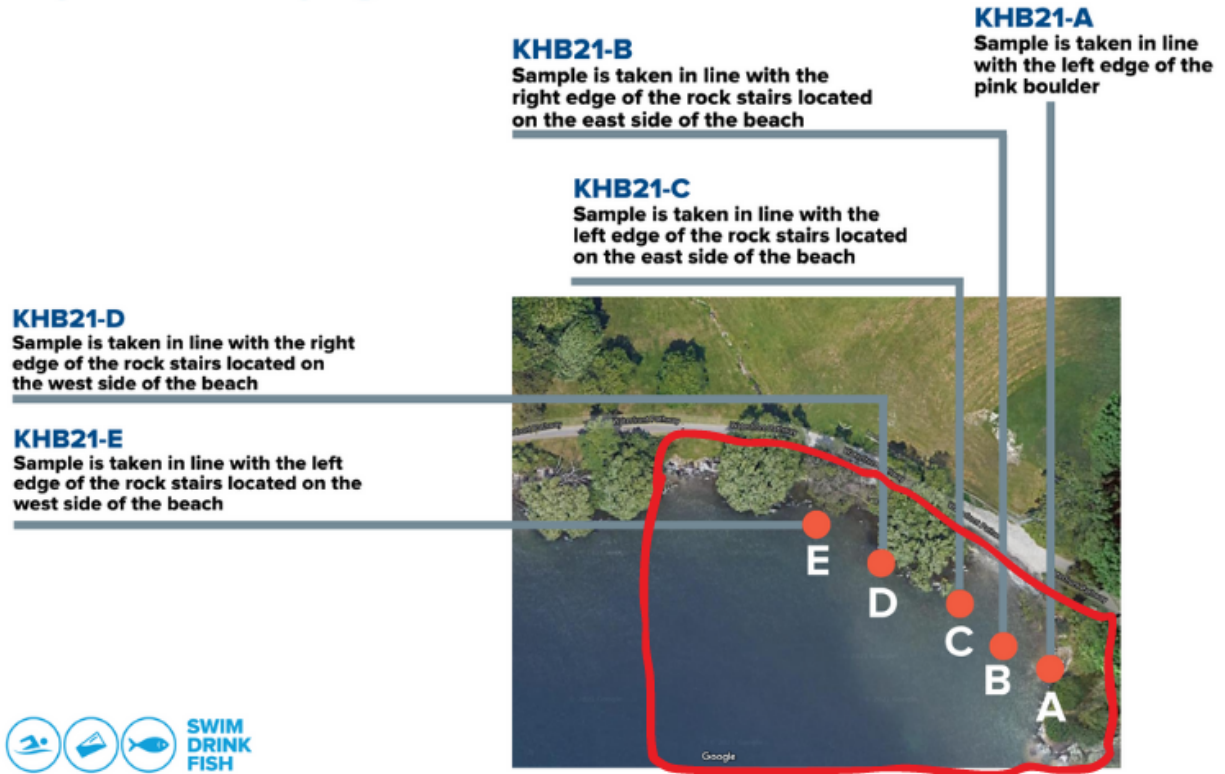 KHB21-A
Sample is taken in line
with the left edge of the
pink boulder
KHB21-B
Sample is taken in line with the
right edge of the rock stairs located
on the east side of the beach
KHB21-C
Sample is taken in line with the
left edge of the rock stairs located
on the east side of the beach
KHB21-D
Sample is taken in line with the right
edge of the rock stairs located on
the west side of the beach
KHB21-E
Sample is taken in line with the left
edge of the rock stairs located on the
west side of the beach
E
D
C
B
A
Google
SWIM
DRINK
FISH